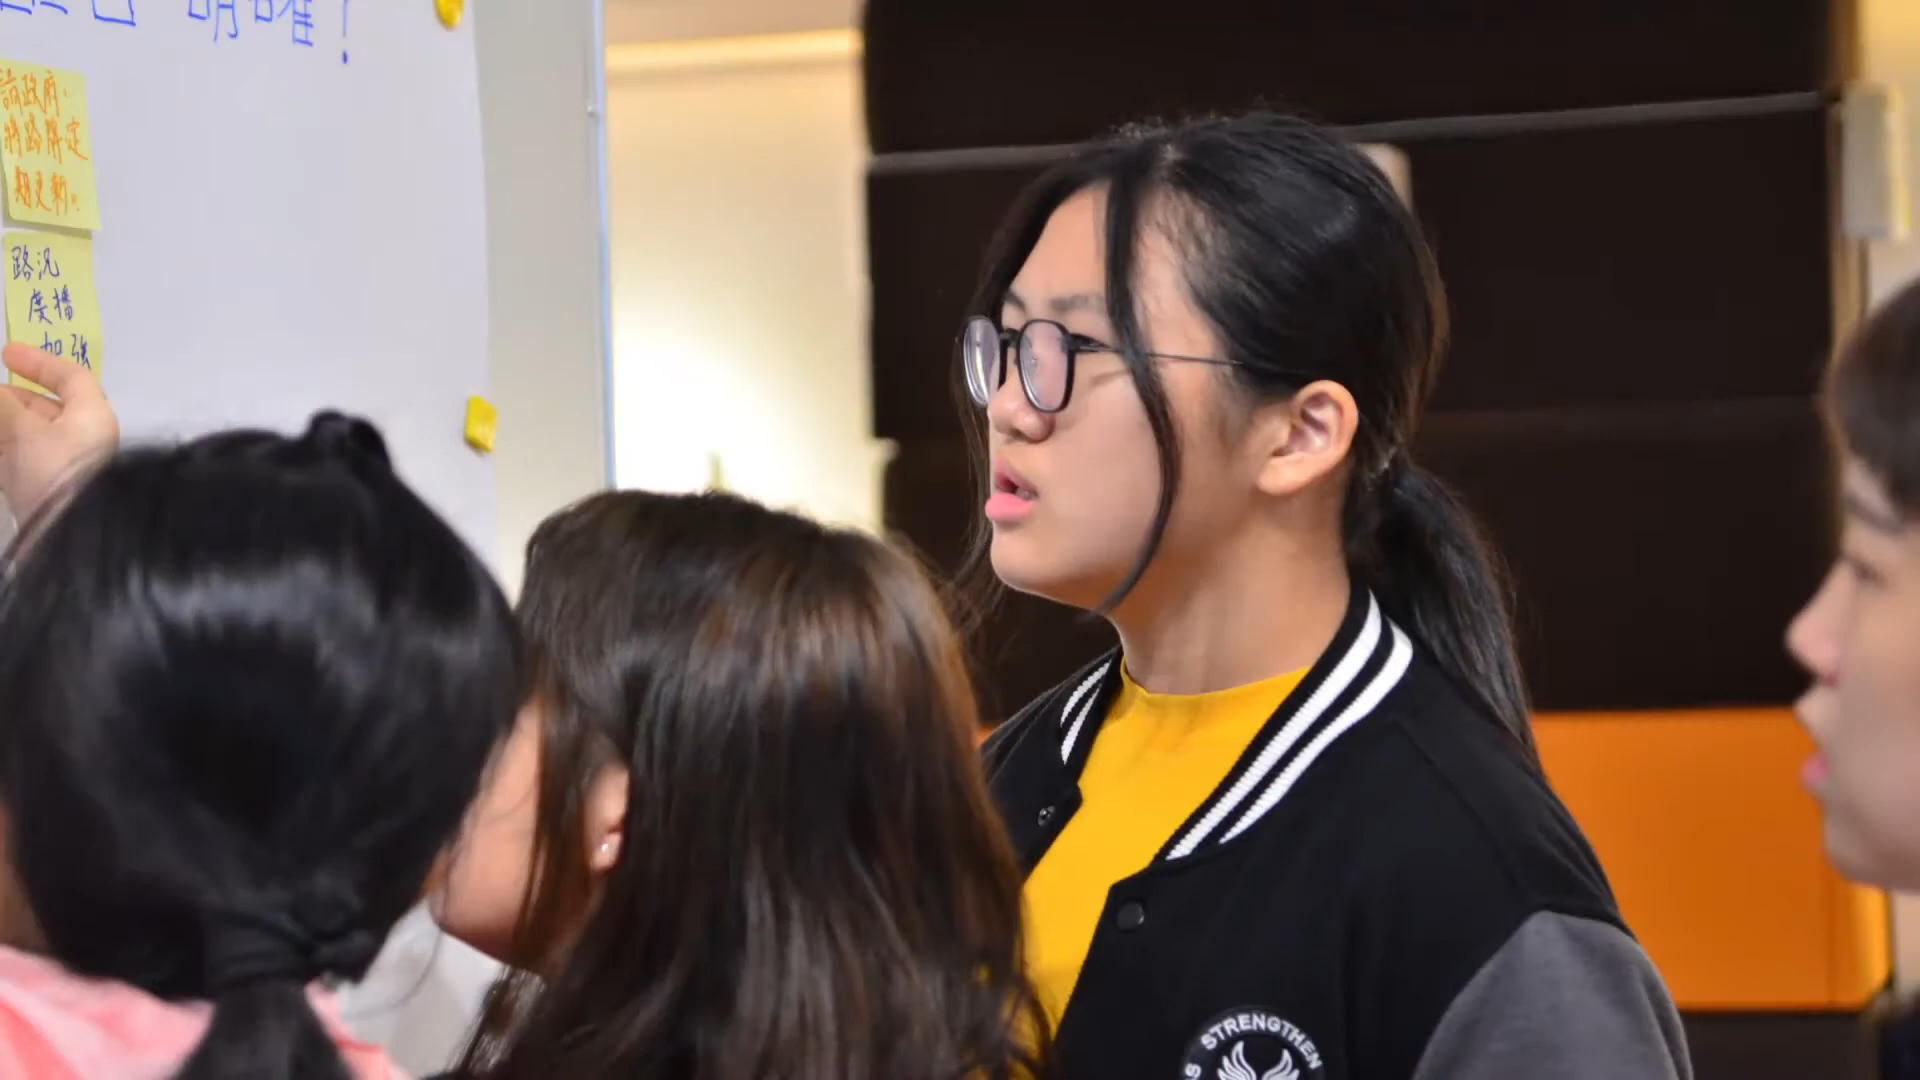 明確！
請政府，
將路牌定
期更新。
路況
廣播
加強
STRENGTHEN